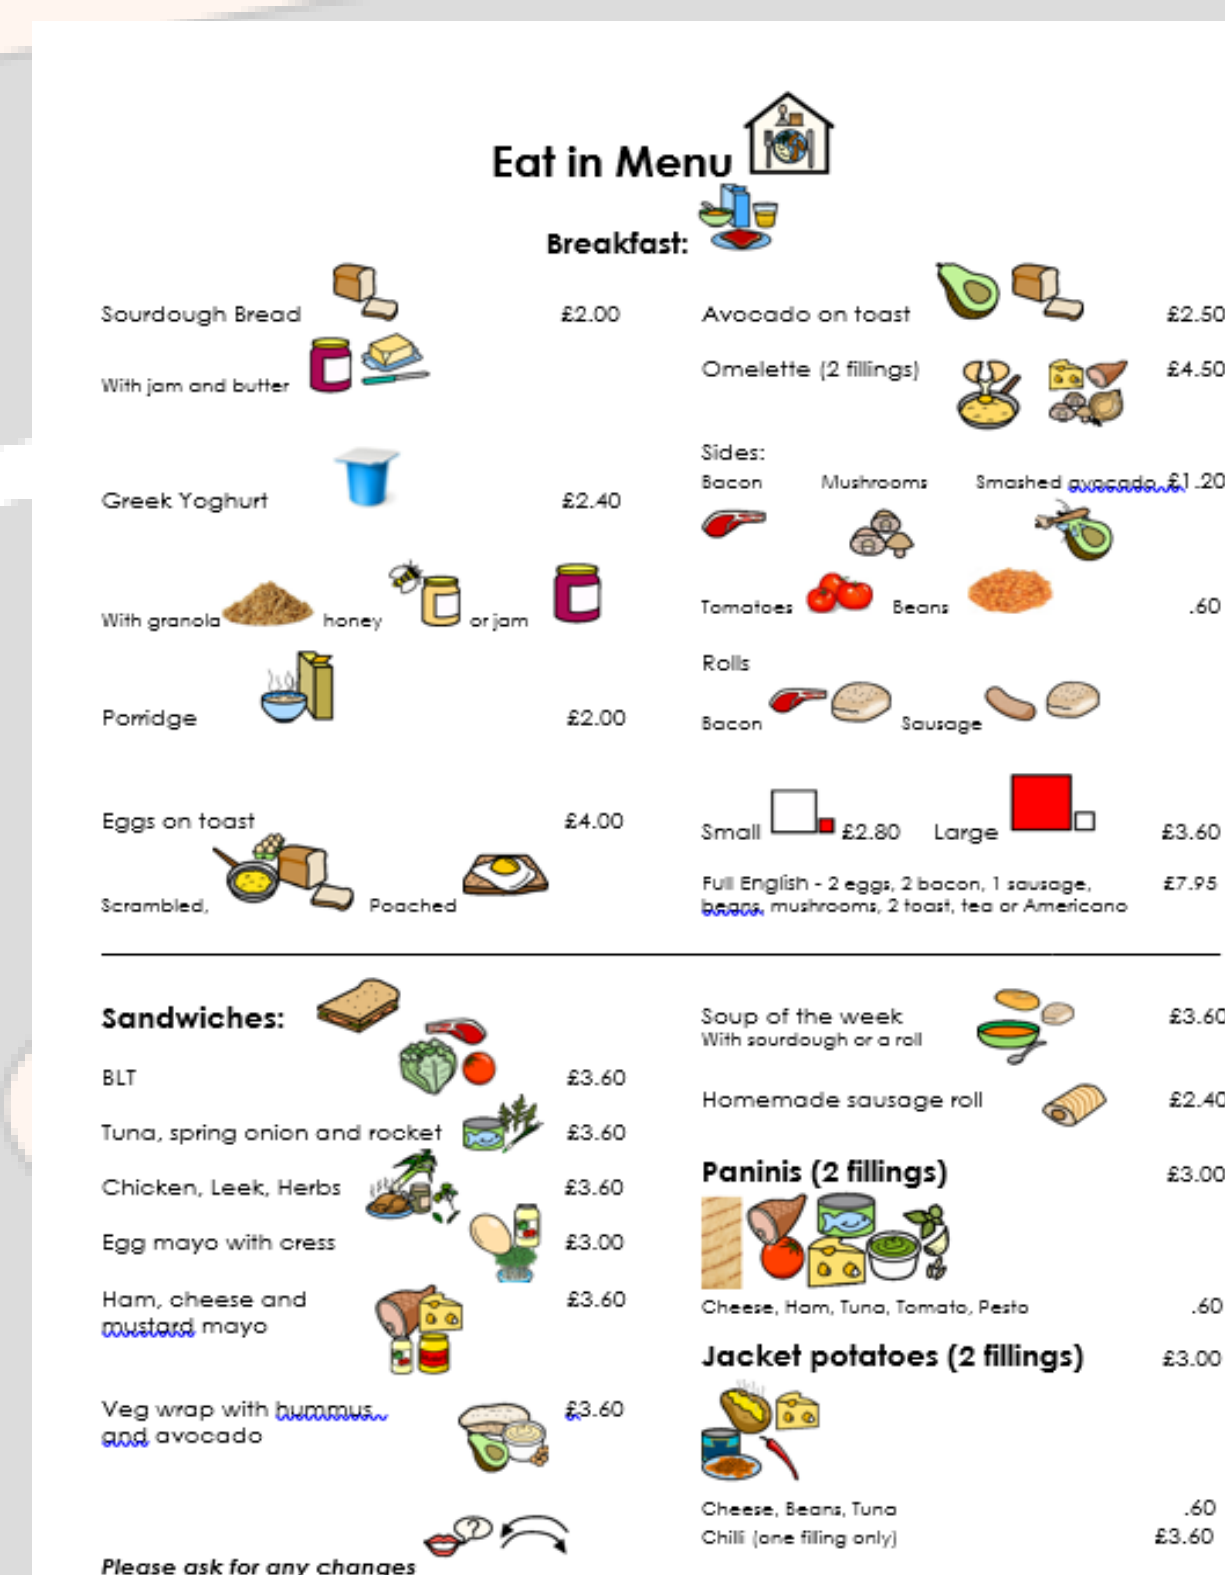 Eat in Menu
Breakfast:
Sourdough Bread £2.00
With jam and butter
Greek Yoghurt £2.40
With granola honey or jam
Porridge £2.00
Eggs on toast £4.00
Scrambled, Poached
Avocado on toast £2.50
Omelette (2 fillings) £4.50
Sides:
Bacon Mushrooms Smashed avocado £1.20
Tomatoes Beans .60
Rolls
Bacon Sausage
Small £2.80 Large £3.60
Full English - 2 eggs, 2 bacon, 1 sausage, £7.95
beans, mushrooms, 2 toast, tea or Americano
Sandwiches:
BLT £3.60
Tuna, spring onion and rocket £3.60
Chicken, Leek, Herbs £3.60
Egg mayo with cress £3.00
Ham, cheese and £3.60
mustard mayo
Veg wrap with hummus £3.60
and avocado
Please ask for any changes
Soup of the week £3.60
With sourdough or a roll
Homemade sausage roll £2.40
Paninis (2 fillings) £3.00
Cheese, Ham, Tuna, Tomato, Pesto .60
Jacket potatoes (2 fillings) £3.00
Cheese, Beans, Tuna .60
Chilli (one filling only) £3.60